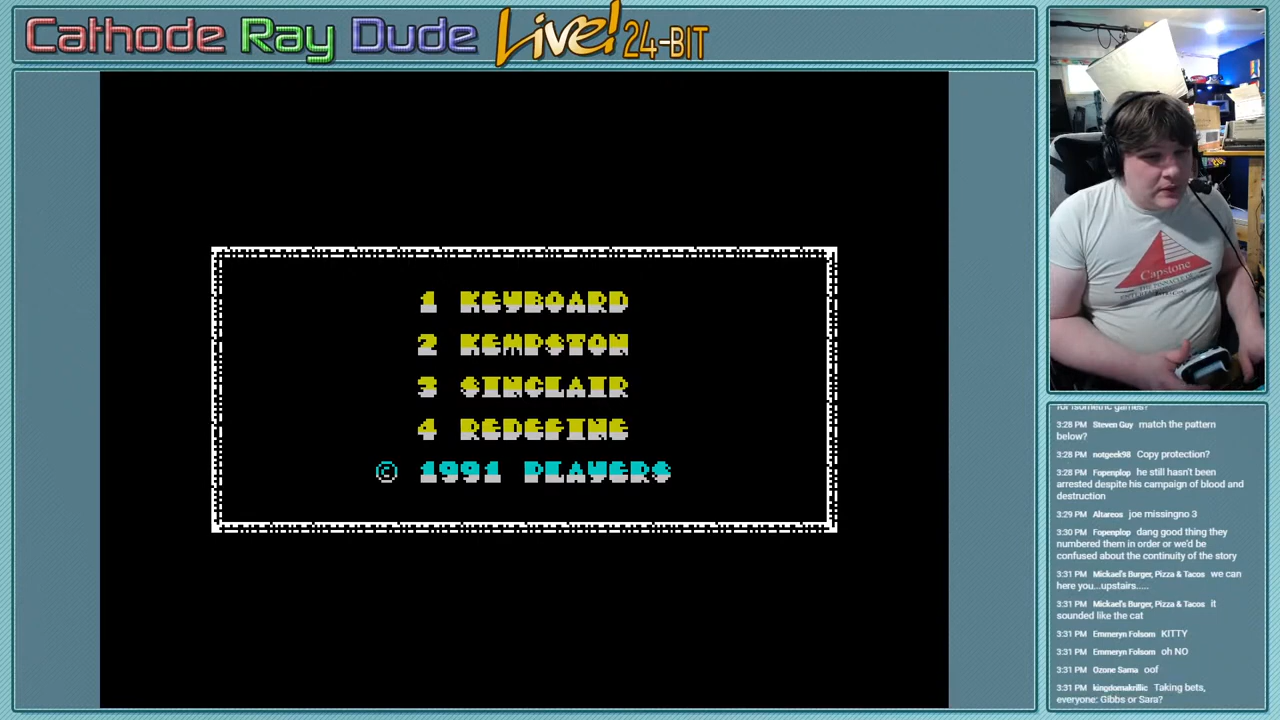 Cathode Ray Dude Live! 24-BIT
1 KEYBOARD
2 KEMPSTON
3 SINCLAIR
4 REDEFINE
© 1991 PLAYERS
Capstone
for isometric games?
3:28 PM Steven Guy match the pattern
below?
3:28 PM notgeek98 Copy protection?
3:28 PM Fopenplop he still hasn't been
arrested despite his campaign of blood and
destruction
3:29 PM Altareos joe missingno 3
3:30 PM Fopenplop dang good thing they
numbered them in order or we'd be
confused about the continuity of the story
3:31 PM Mickael's Burger, Pizza & Tacos we can
here you...upstairs.....
3:31 PM Mickael's Burger, Pizza & Tacos it
sounded like the cat
3:31 PM Emmeryn Folsom KITTY
3:31 PM Emmeryn Folsom oh NO
3:31 PM Ozone Sama oof
3:31 PM kingdomakrillic Taking bets,
everyone: Gibbs or Sara?